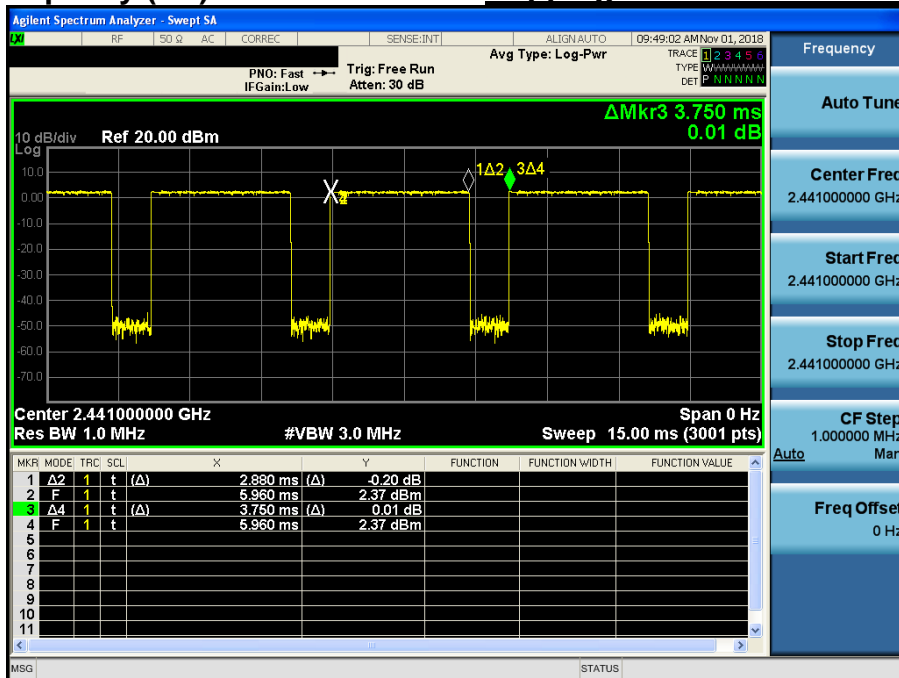 Agilent Spectrum Analyzer - Swept SA
LXI RF 50 Ω AC CORREC SENSE:INT ALIGN AUTO 09:49:02 AM Nov 01, 2018
PNO: Fast
IFGain:Low
Trig: Free Run
Atten: 30 dB
Avg Type: Log-Pwr
TRACE 1 2 3 4 5 6
TYPE WWWWWW
DET P N N N N N
ΔMkr3 3.750 ms
0.01 dB
10 dB/div Ref 20.00 dBm
Log
10.0
0.00
-10.0
-20.0
-30.0
-40.0
-50.0
-60.0
-70.0
1Δ2
3Δ4
Center 2.441000000 GHz Span 0 Hz
Res BW 1.0 MHz #VBW 3.0 MHz Sweep 15.00 ms (3001 pts)
MKR MODE TRC SCL X Y FUNCTION FUNCTION WIDTH FUNCTION VALUE
1 Δ2 1 t (Δ) 2.880 ms (Δ) -0.20 dB
2 F 1 t 5.960 ms 2.37 dBm
3 Δ4 1 t (Δ) 3.750 ms (Δ) 0.01 dB
4 F 1 t 5.960 ms 2.37 dBm
5
6
7
8
9
10
11
MSG STATUS
Frequency
Auto Tune
Center Freq
2.441000000 GHz
Start Freq
2.441000000 GHz
Stop Freq
2.441000000 GHz
CF Step
1.000000 MHz
Auto Man
Freq Offset
0 Hz